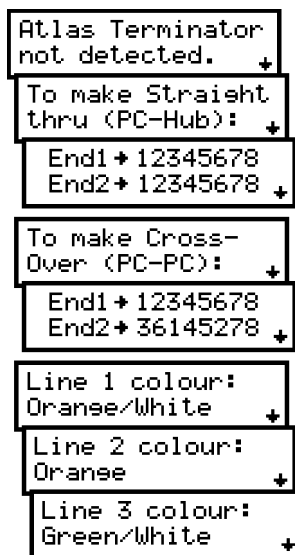 Atlas Terminator
not detected.
To make Straight
thru (PC-Hub):
End1→12345678
End2→12345678
To make Cross-
Over (PC-PC):
End1→12345678
End2→36145278
Line 1 colour:
Orange/White
Line 2 colour:
Orange
Line 3 colour:
Green/White